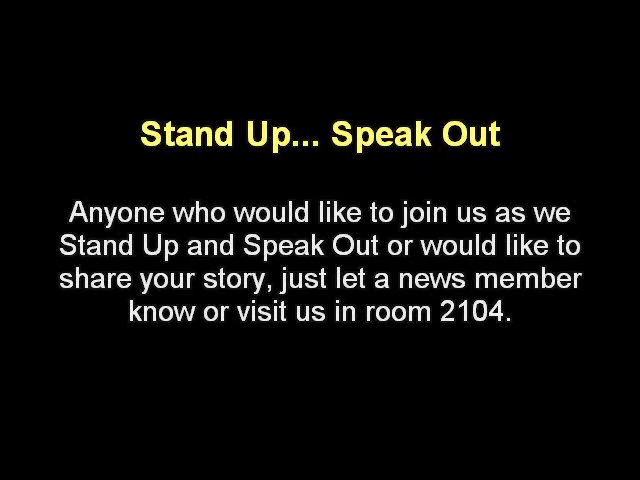 Stand Up... Speak Out
Anyone who would like to join us as we
Stand Up and Speak Out or would like to
share your story, just let a news member
know or visit us in room 2104.